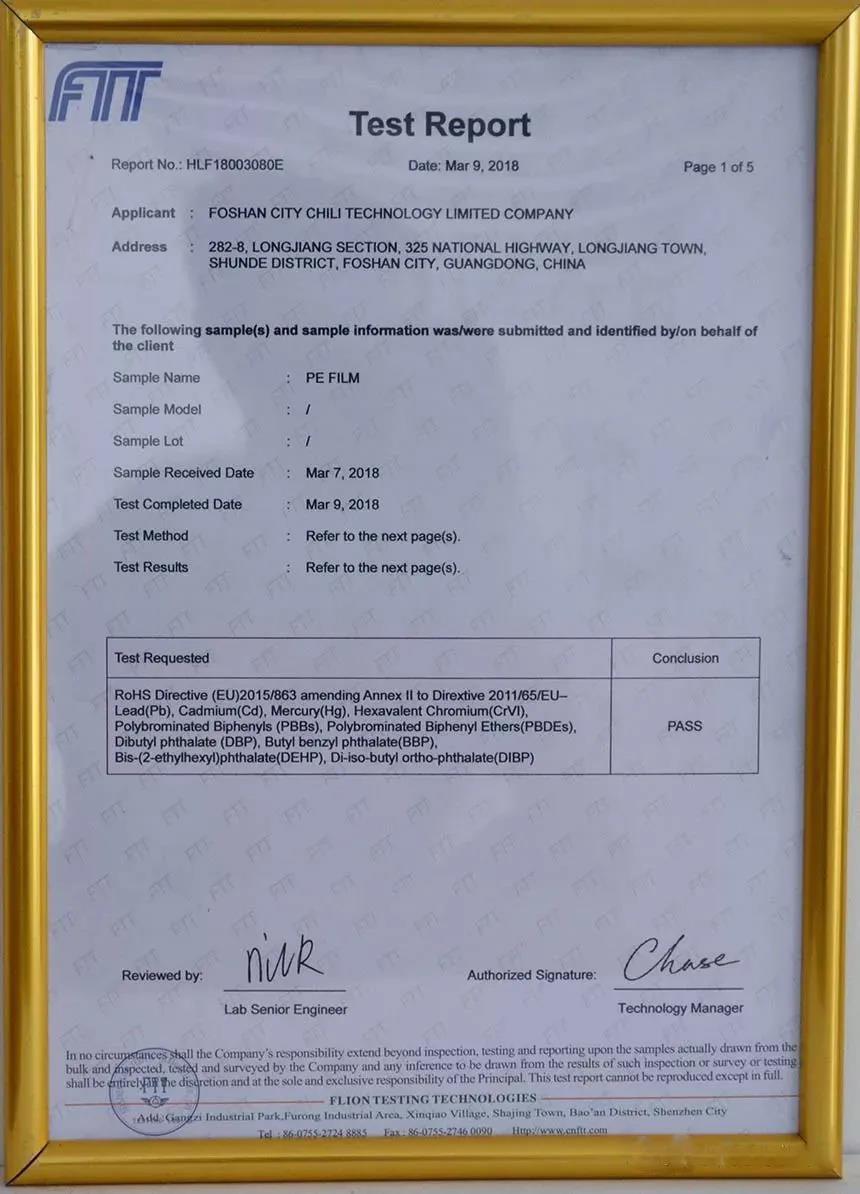 FTT
Test Report
Report No.: HLF18003080E Date: Mar 9, 2018 Page 1 of 5
Applicant : FOSHAN CITY CHILI TECHNOLOGY LIMITED COMPANY
Address : 282-8, LONGJIANG SECTION, 325 NATIONAL HIGHWAY, LONGJIANG TOWN,
SHUNDE DISTRICT, FOSHAN CITY, GUANGDONG, CHINA
The following sample(s) and sample information was/were submitted and identified by/on behalf of
the client
Sample Name : PE FILM
Sample Model : /
Sample Lot : /
Sample Received Date : Mar 7, 2018
Test Completed Date : Mar 9, 2018
Test Method : Refer to the next page(s).
Test Results : Refer to the next page(s).
Test Requested Conclusion
RoHS Directive (EU)2015/863 amending Annex II to Dirextive 2011/65/EU–
Lead(Pb), Cadmium(Cd), Mercury(Hg), Hexavalent Chromium(CrVI),
Polybrominated Biphenyls (PBBs), Polybrominated Biphenyl Ethers(PBDEs),
Dibutyl phthalate (DBP), Butyl benzyl phthalate(BBP),
Bis-(2-ethylhexyl)phthalate(DEHP), Di-iso-butyl ortho-phthalate(DIBP)
PASS
Reviewed by: Authorized Signature: Chase
Lab Senior Engineer Technology Manager
In no circumstances shall the Company's responsibility extend beyond inspection, testing and reporting upon the samples actually drawn from the
bulk and inspected, tested and surveyed by the Company and any inference to be drawn from the results of such inspection or survey or testing
shall be entirely in the discretion and at the sole and exclusive responsibility of the Principal. This test report cannot be reproduced except in full.
FLION TESTING TECHNOLOGIES
Add.:Gangzi Industrial Park,Furong Industrial Area, Xinqiao Village, Shajing Town, Bao'an District, Shenzhen City
Tel : 86-0755-2724 8885 Fax : 86-0755-2746 0090 Http://www.cnftt.com